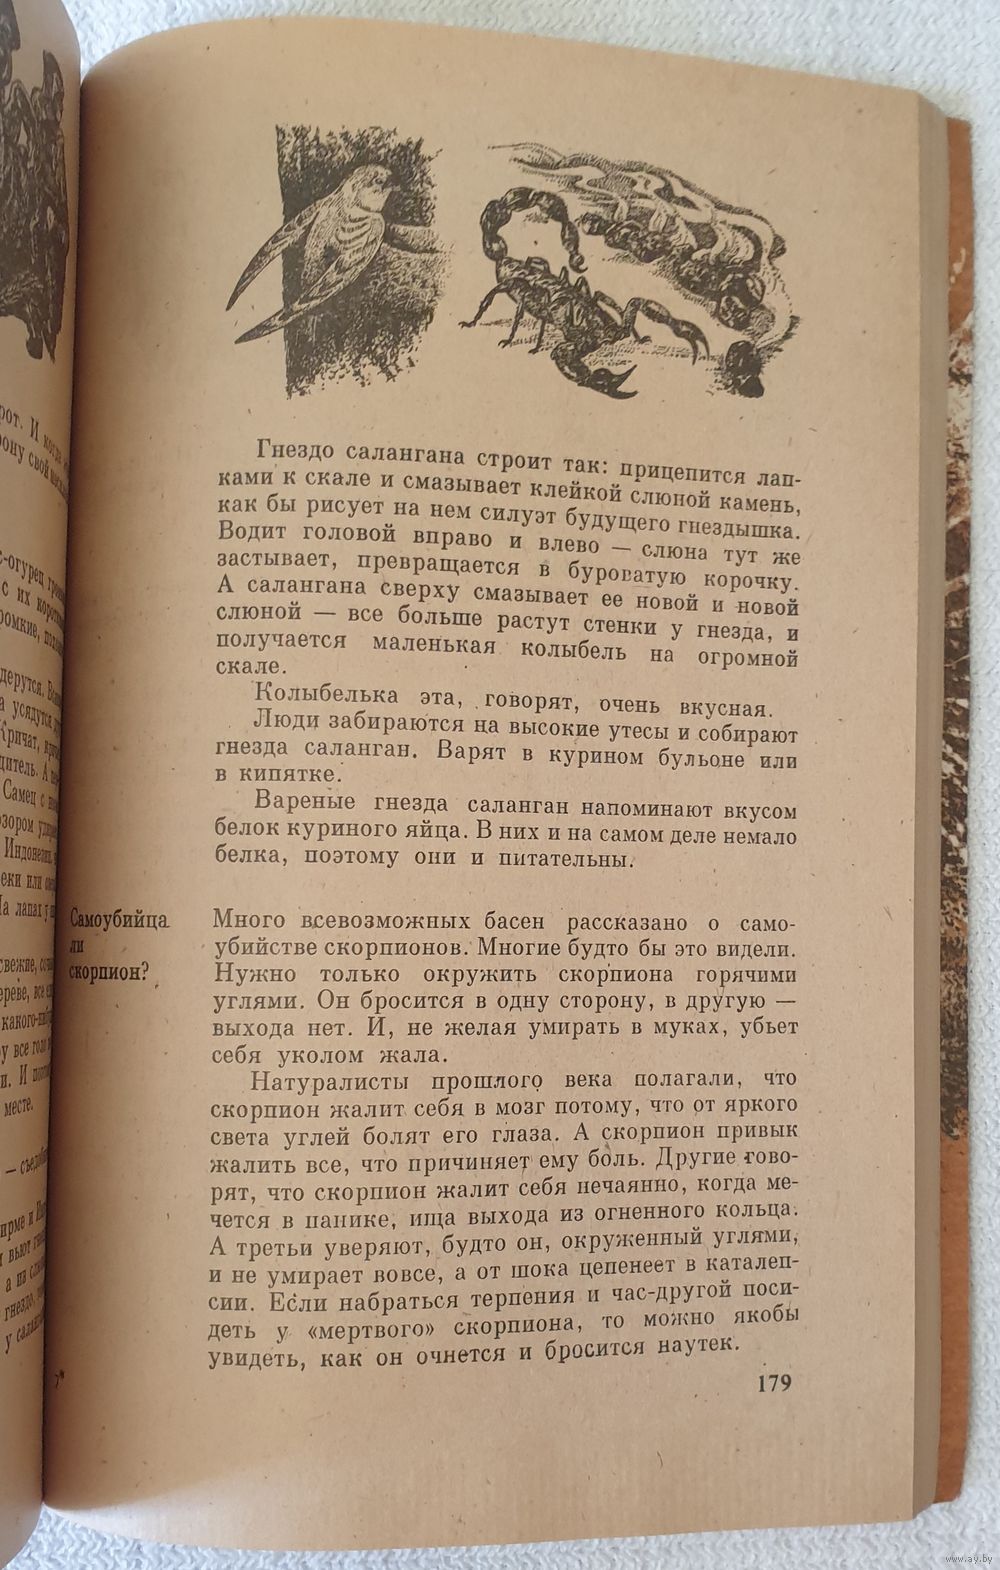 Гнездо салангана строит так: прицепится лап-
ками к скале и смазывает клейкой слюной камень,
как бы рисует на нем силуэт будущего гнездышка.
Водит головой вправо и влево — слюна тут же
застывает, превращается в буроватую корочку.
А салангана сверху смазывает ее новой и новой
слюной — все больше растут стенки у гнезда, и
получается маленькая колыбель на огромной
скале.
Колыбелька эта, говорят, очень вкусная.
Люди забираются на высокие утесы и собирают
гнезда саланган. Варят в курином бульоне или
в кипятке.
Вареные гнезда саланган напоминают вкусом
белок куриного яйца. В них и на самом деле немало
белка, поэтому они и питательны.
Самоубийца
ли
скорпион?
Много всевозможных басен рассказано о само-
убийстве скорпионов. Многие будто бы это видели.
Нужно только окружить скорпиона горячими
углями. Он бросится в одну сторону, в другую —
выхода нет. И, не желая умирать в муках, убьет
себя уколом жала.
Натуралисты прошлого века полагали, что
скорпион жалит себя в мозг потому, что от яркого
света углей болят его глаза. А скорпион привык
жалить все, что причиняет ему боль. Другие гово-
рят, что скорпион жалит себя нечаянно, когда ме-
чется в панике, ища выхода из огненного кольца.
А третьи уверяют, будто он, окруженный углями,
и не умирает вовсе, а от шока цепенеет в каталеп-
сии. Если набраться терпения и час-другой поси-
деть у «мертвого» скорпиона, то можно якобы
увидеть, как он очнется и бросится наутек.
7*
179
www.ay.by